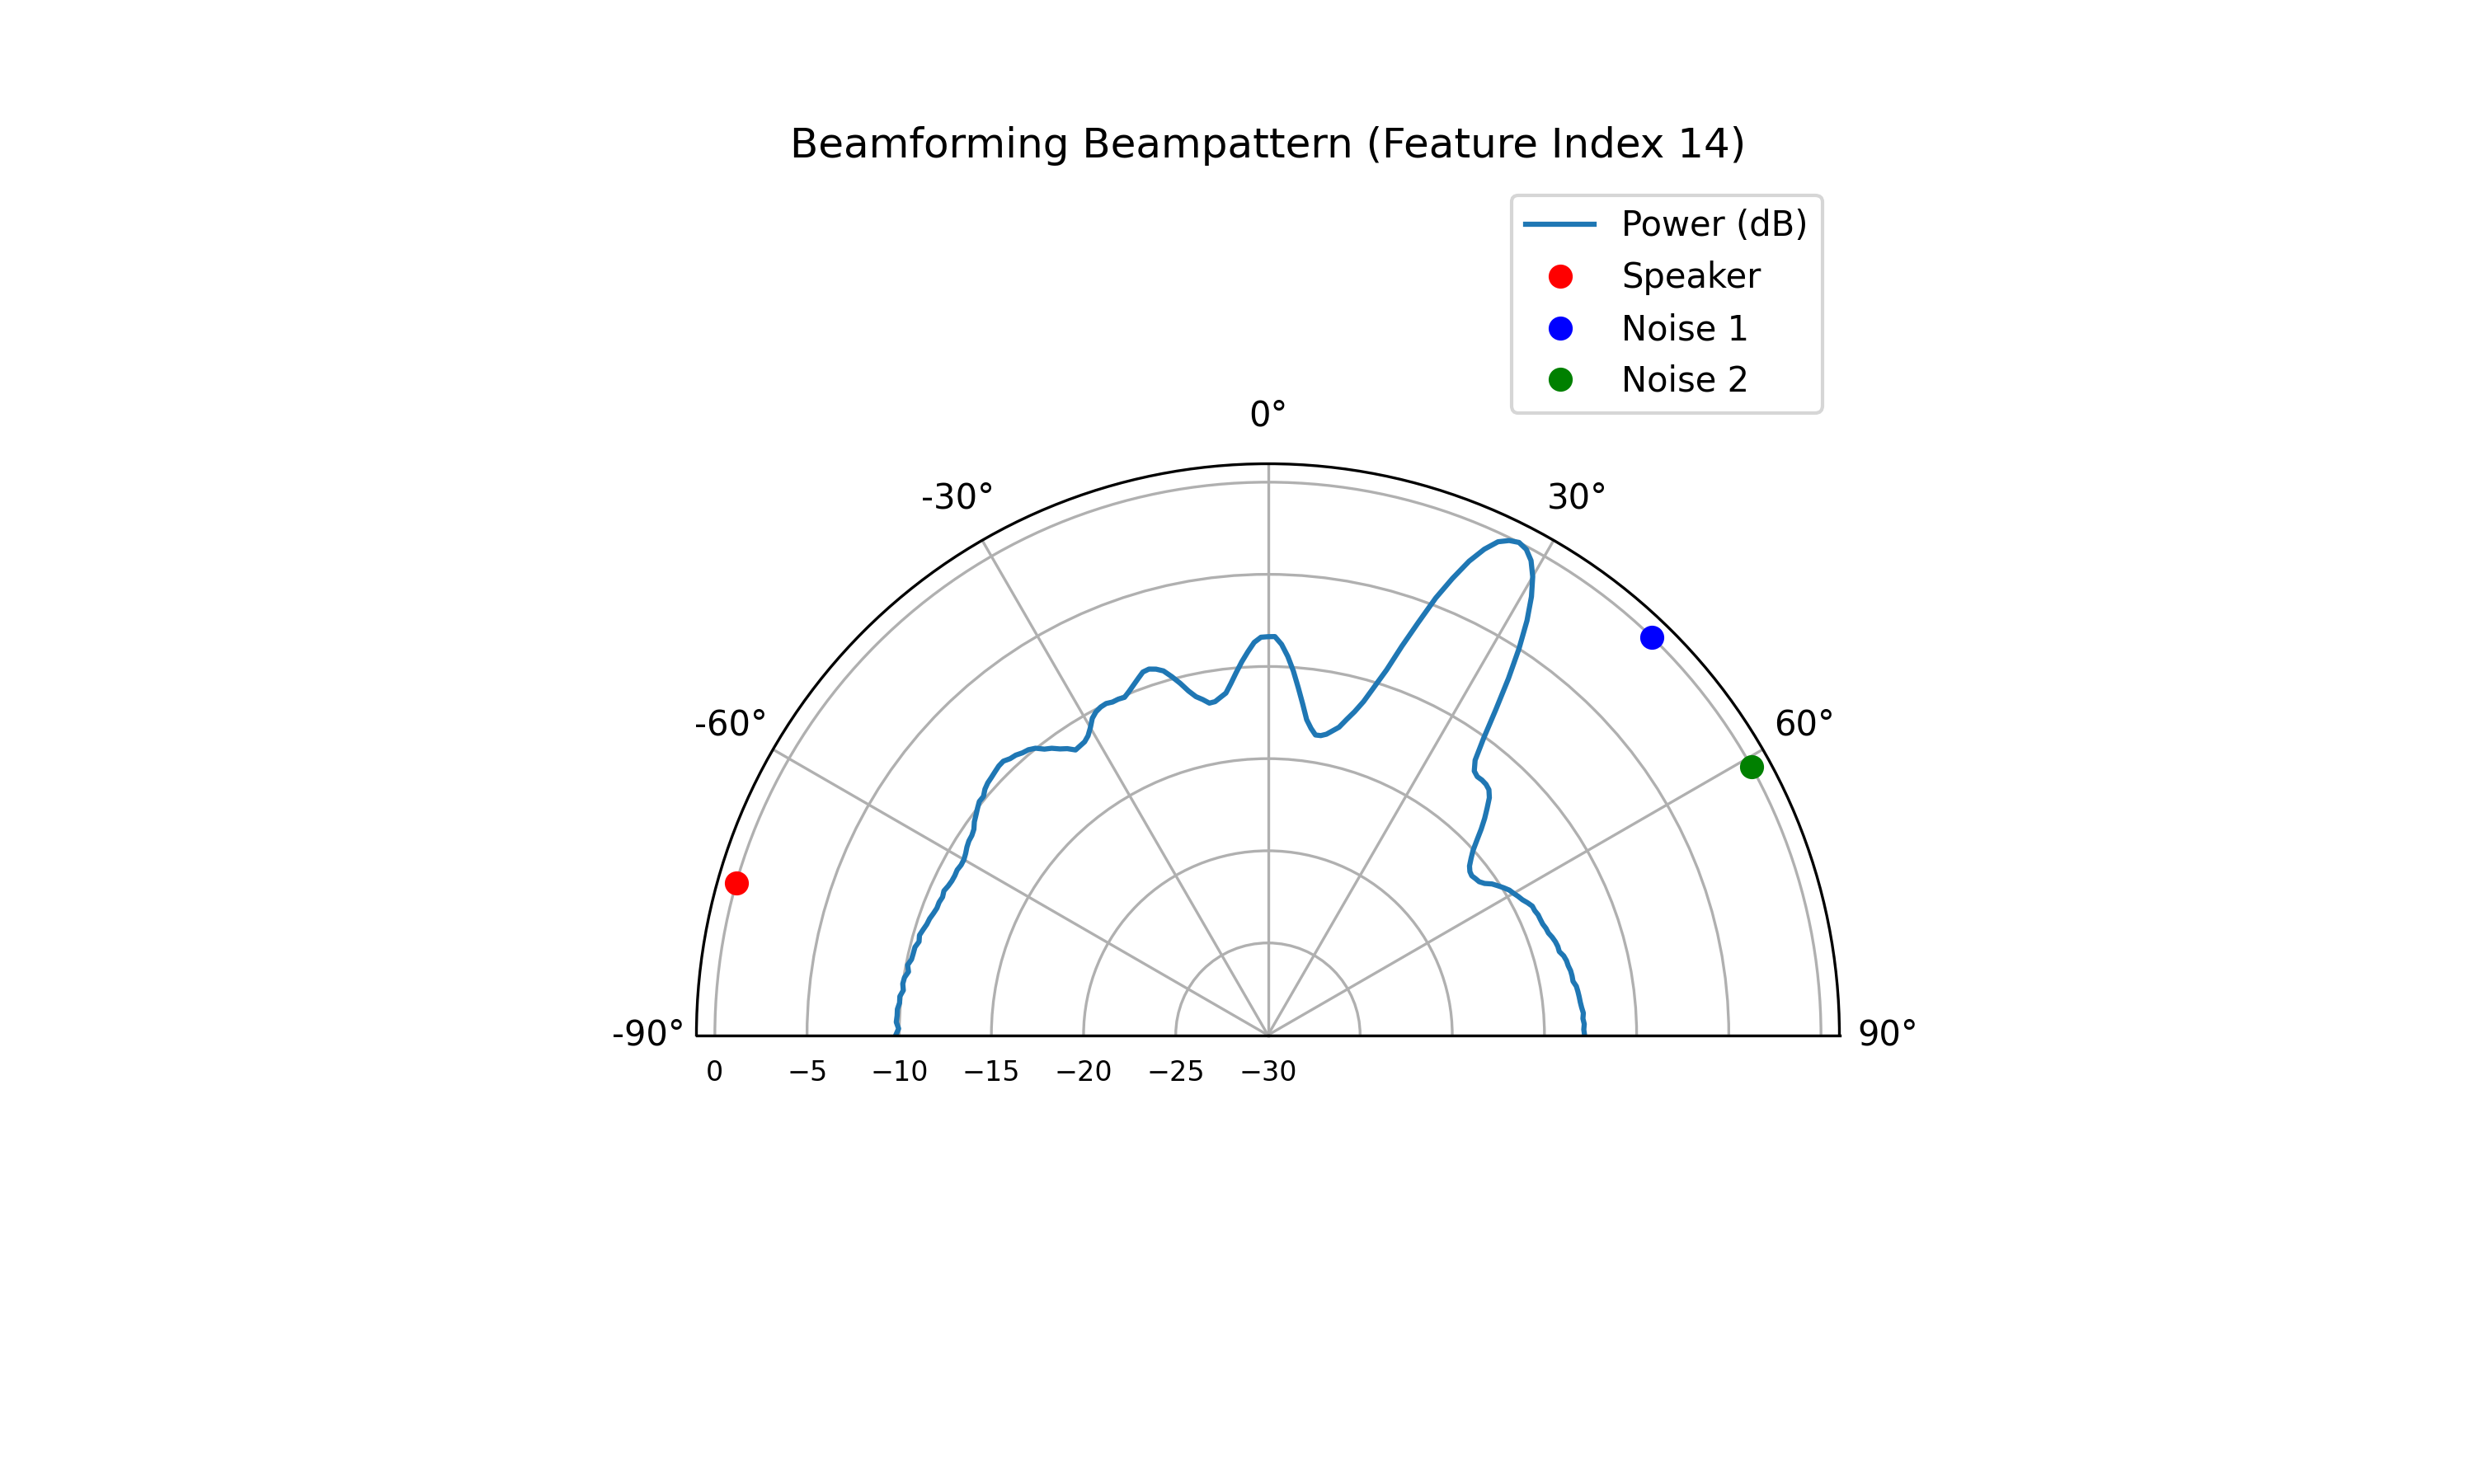 Beamforming Beampattern (Feature Index 14)
Power (dB)
Speaker
Noise 1
Noise 2
0°
-30°
30°
-60°
60°
-90°
90°
0
−5
−10
−15
−20
−25
−30